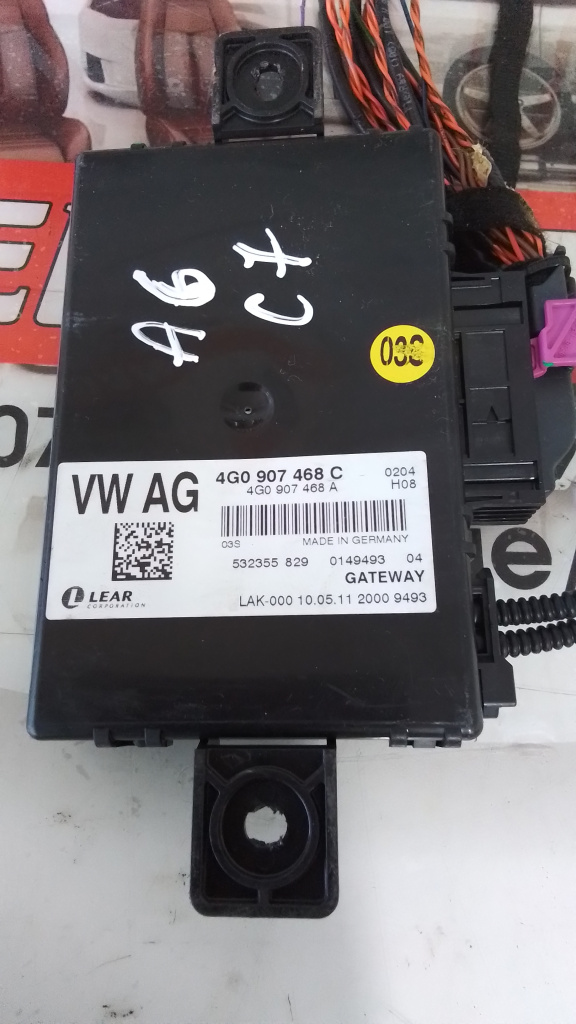 A6
C7
03S
VW AG
4G0 907 468 C
0204
4G0 907 468 A
H08
03S
MADE IN GERMANY
532355 829
0149493
04
GATEWAY
LEAR
CORPORATION
LAK-000 10.05.11 2000 9493